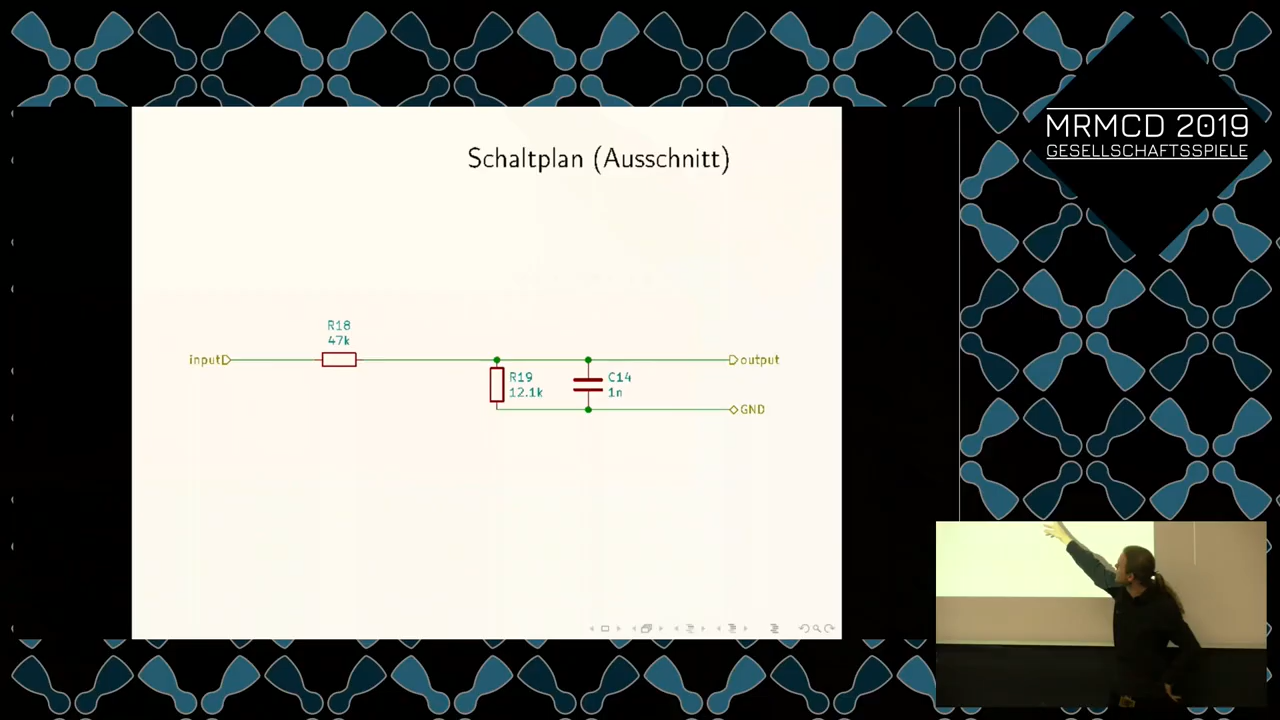 MRMCD 2019
GESELLSCHAFTSSPIELE
Schaltplan (Ausschnitt)
R18
47k
input
output
R19
12.1k
C14
1n
GND